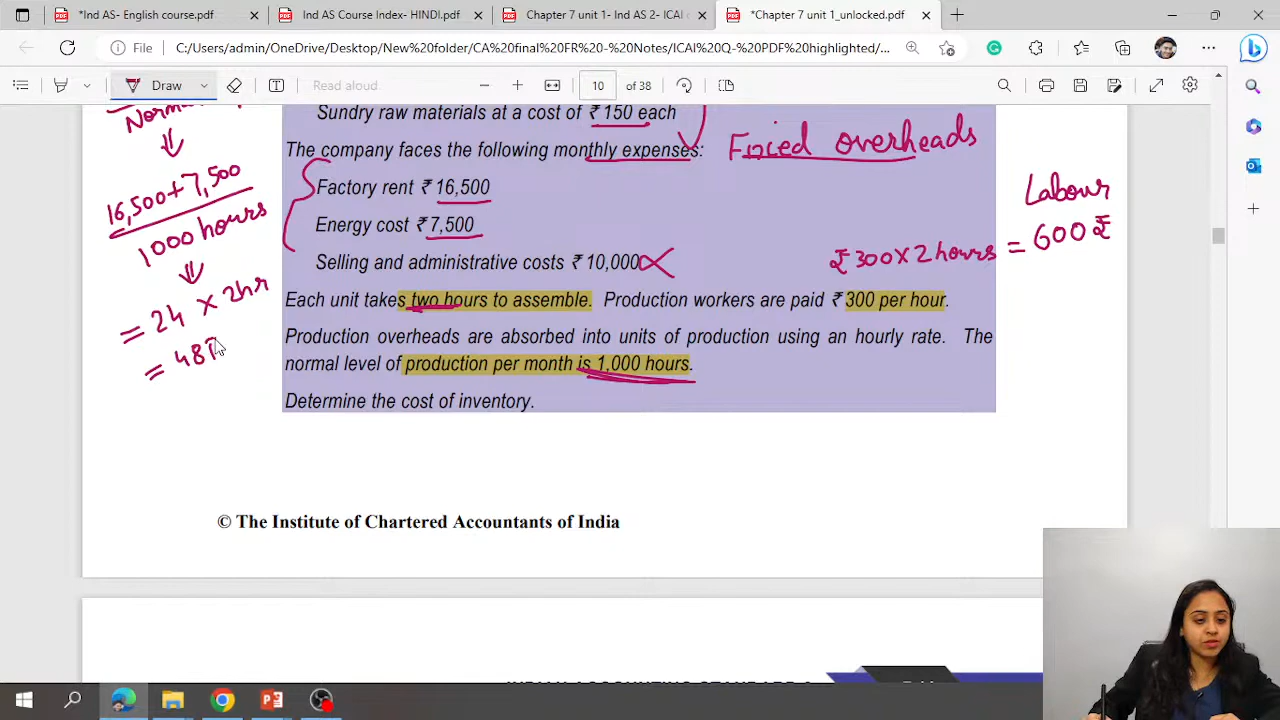 *Ind AS- English course.pdf
Ind AS Course Index- HINDI.pdf
Chapter 7 unit 1- Ind AS 2- ICAI
*Chapter 7 unit 1_unlocked.pdf
File
C:/Users/admin/OneDrive/Desktop/New%20folder/CA%20final%20FR%20-%20Notes/ICAI%20Q-%20PDF%20highlighted/...
Draw
Read aloud
10 of 38
Sundry raw materials at a cost of ₹ 150 each
The company faces the following monthly expenses:
Fixed overheads
Factory rent ₹ 16,500
Energy cost ₹ 7,500
Selling and administrative costs ₹ 10,000
Each unit takes two hours to assemble. Production workers are paid ₹ 300 per hour.
Production overheads are absorbed into units of production using an hourly rate. The
normal level of production per month is 1,000 hours.
Determine the cost of inventory.
16,500+7,500
1000 hours
= 24 × 2hr
= 48
Labour
₹ 300 × 2 hours = 600 ₹
© The Institute of Chartered Accountants of India